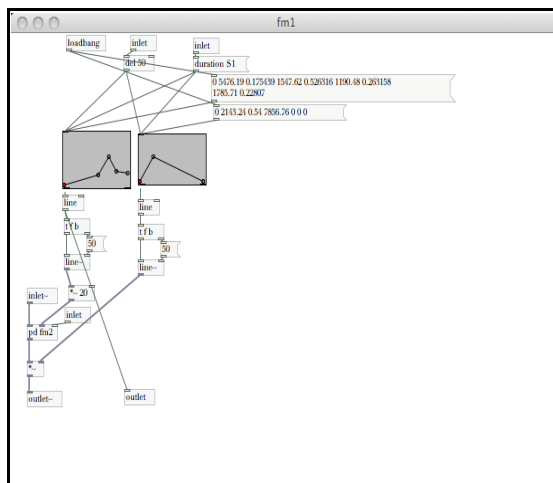 fm1
loadbang
inlet
inlet
del 50
duration S1
0 5476.19 0.175439 1547.62 0.526316 1190.48 0.263158
1785.71 0.22807
0 2143.24 0.54 7856.76 0 0 0
line
line
t f b
t f b
50
50
line~
line~
inlet~
*~ 20
inlet
pd fm2
*~
outlet~
outlet